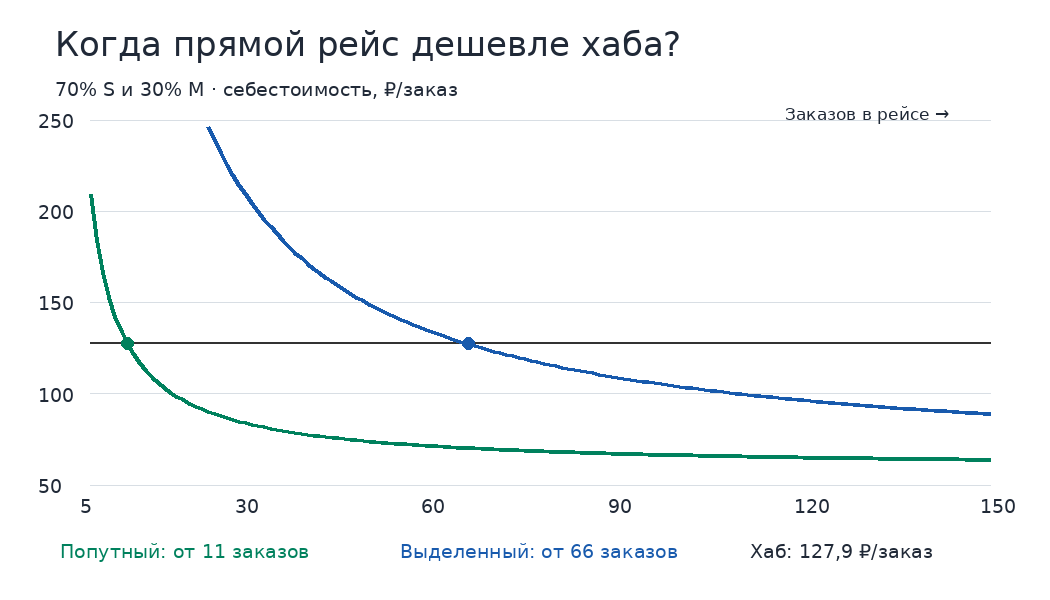 Когда прямой рейс дешевле хаба?
70% S и 30% M · себестоимость, ₽/заказ
Заказов в рейсе →
250
200
150
100
50
5 30 60 90 120 150
Попутный: от 11 заказов Выделенный: от 66 заказов Хаб: 127,9 ₽/заказ